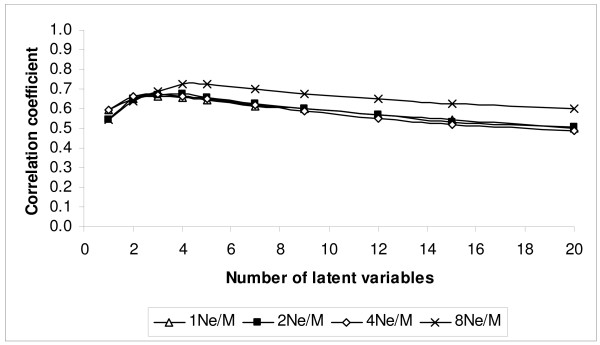 Correlation coefficient
1.0
0.9
0.8
0.7
0.6
0.5
0.4
0.3
0.2
0.1
0.0
0 2 4 6 8 10 12 14 16 18 20
Number of latent variables
1Ne/M 2Ne/M 4Ne/M 8Ne/M